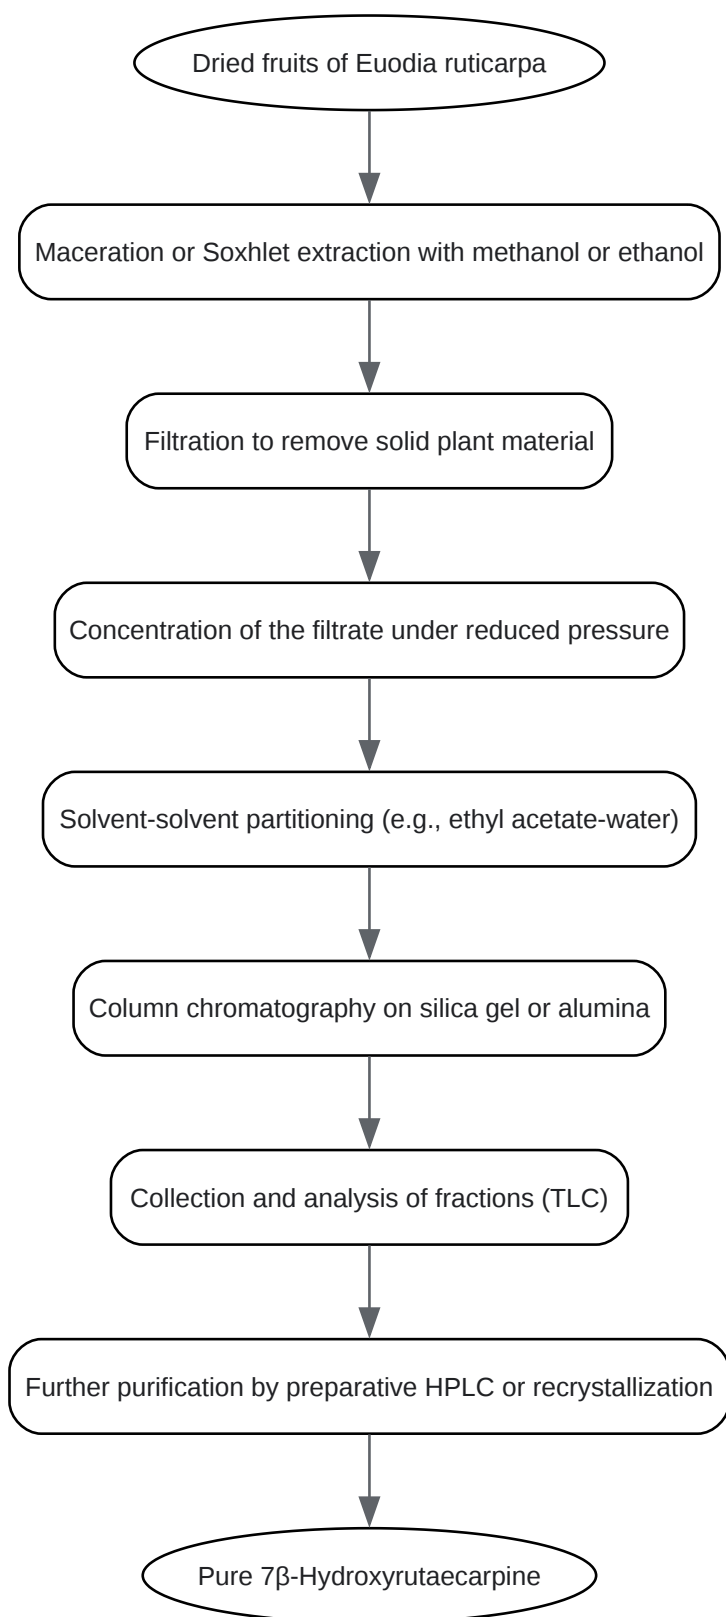 Dried fruits of Euodia ruticarpa
Maceration or Soxhlet extraction with methanol or ethanol
Filtration to remove solid plant material
Concentration of the filtrate under reduced pressure
Solvent-solvent partitioning (e.g., ethyl acetate-water)
Column chromatography on silica gel or alumina
Collection and analysis of fractions (TLC)
Further purification by preparative HPLC or recrystallization
Pure 7β-Hydroxyrutaecarpine